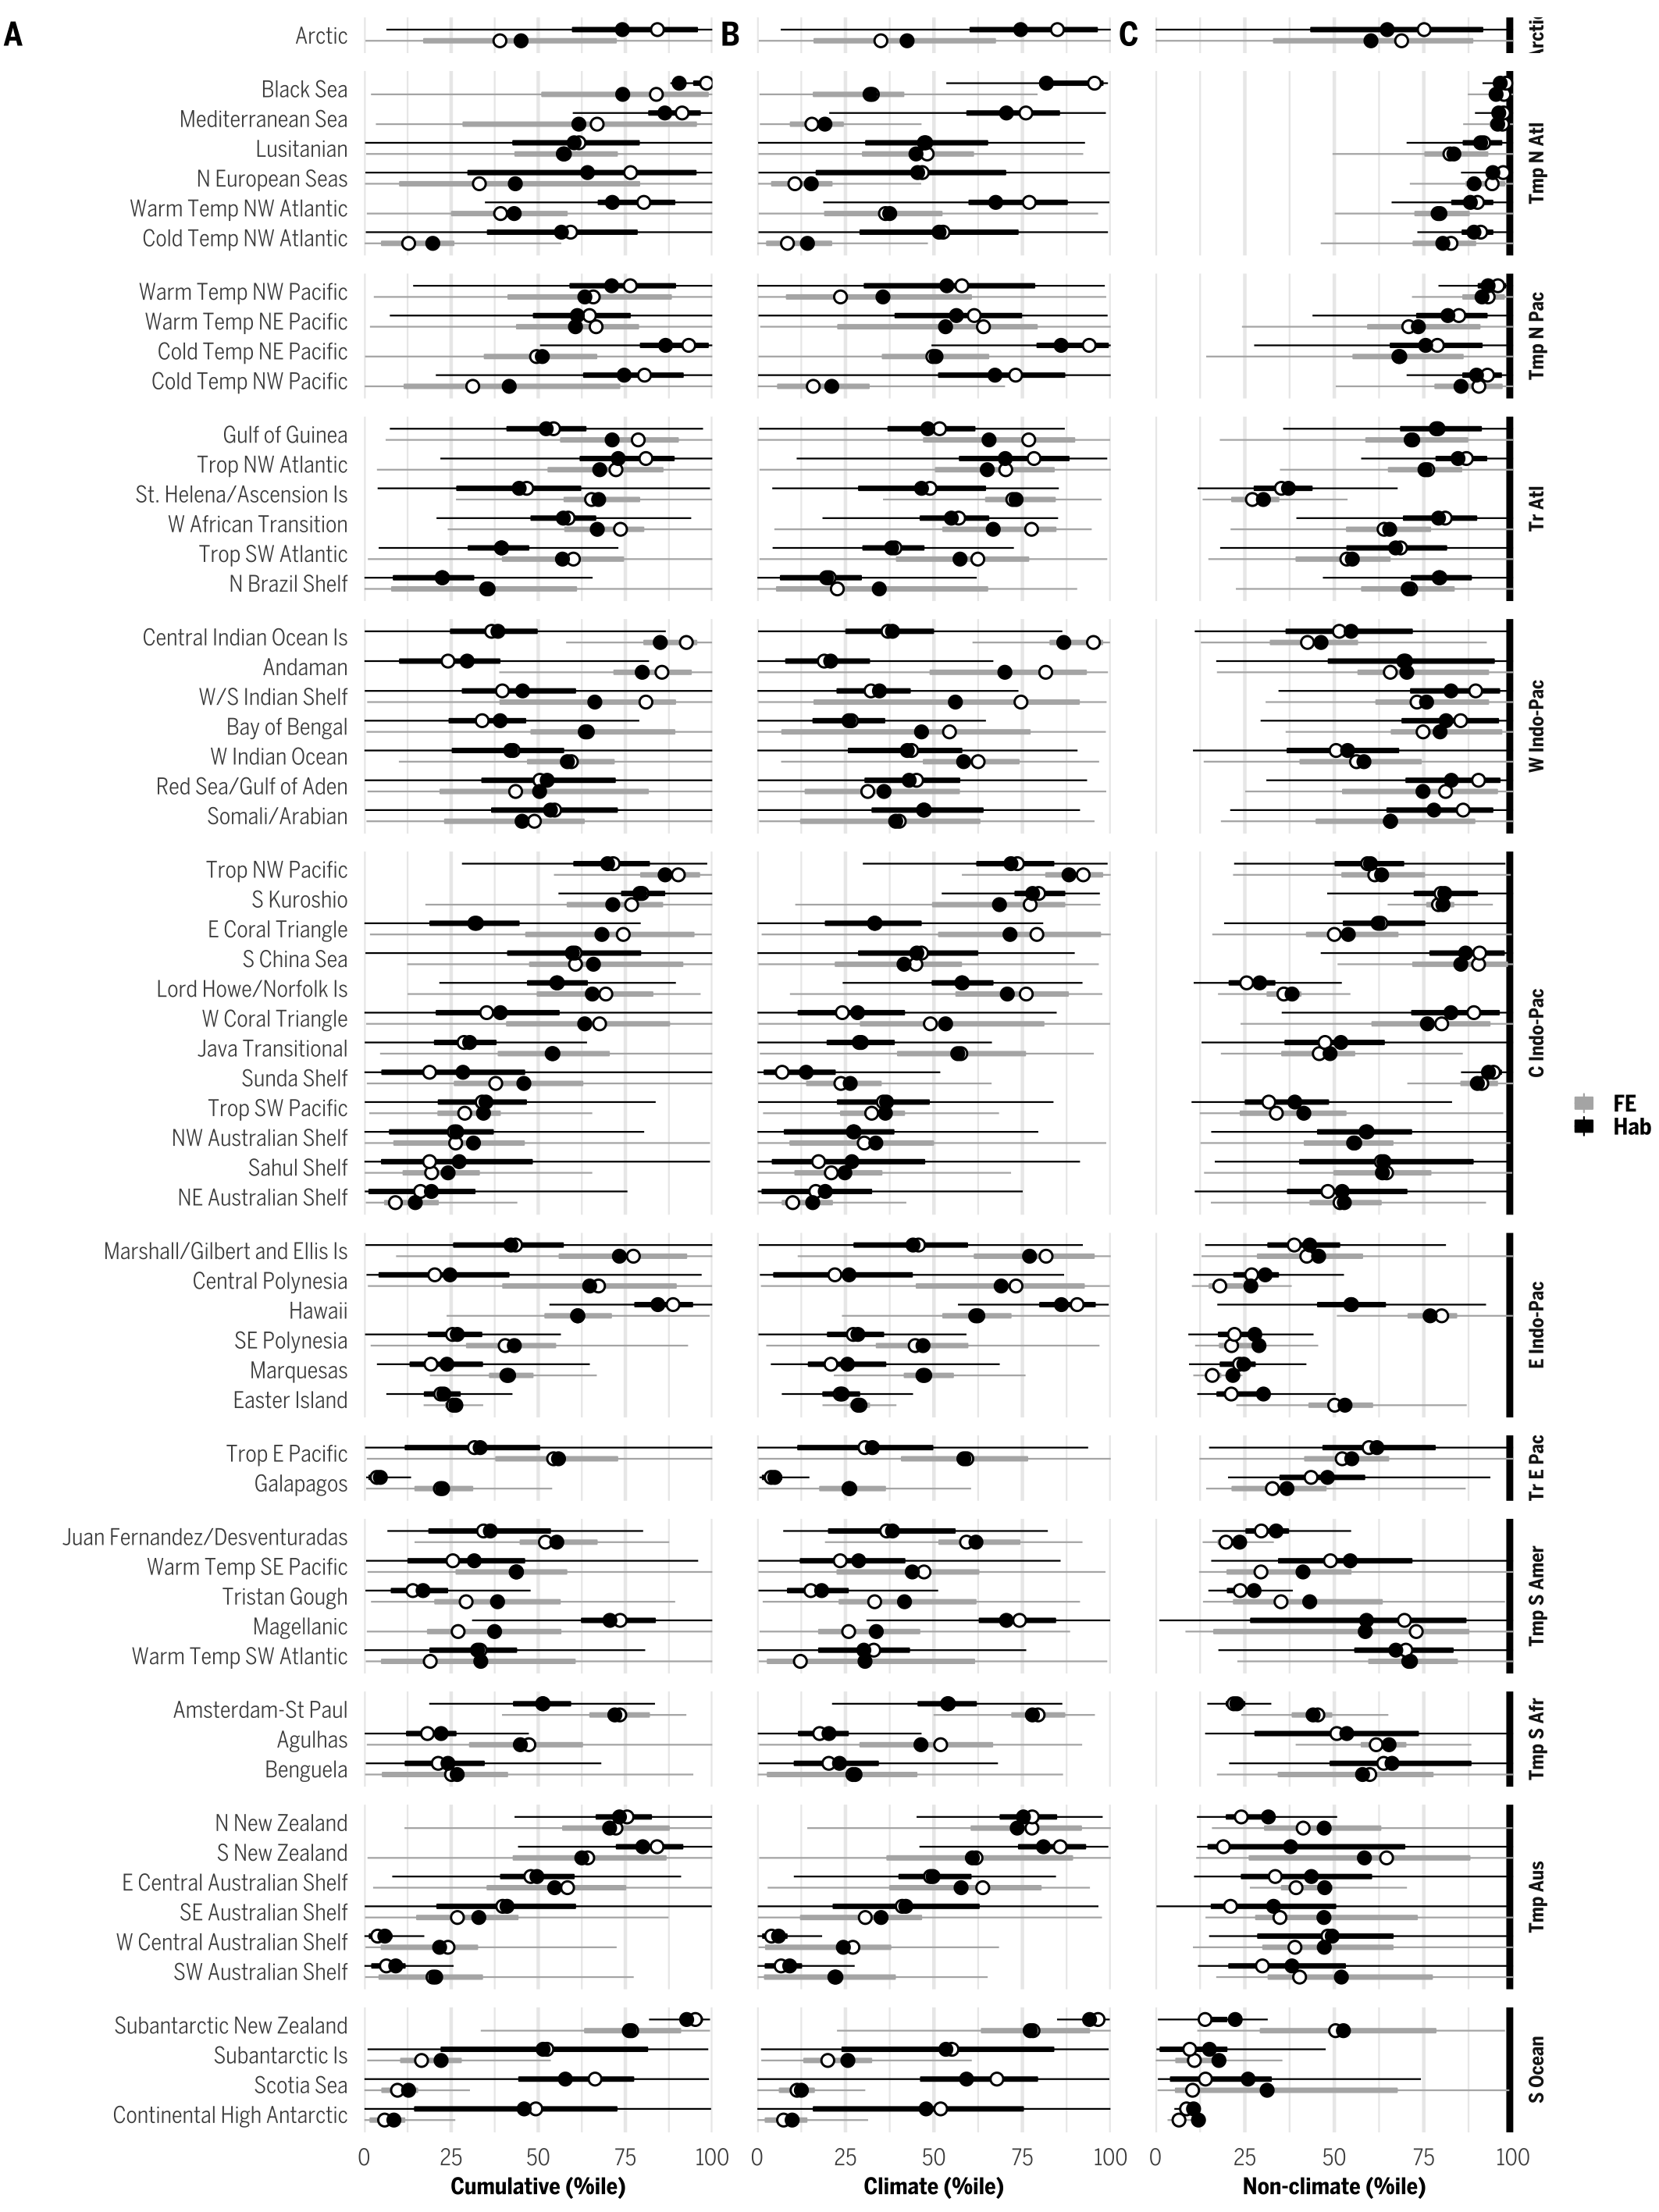 A B C
Arctic
Arctic
Black Sea
Mediterranean Sea
Lusitanian
N European Seas
Warm Temp NW Atlantic
Cold Temp NW Atlantic
Tmp N Atl
Warm Temp NW Pacific
Warm Temp NE Pacific
Cold Temp NE Pacific
Cold Temp NW Pacific
Tmp N Pac
Gulf of Guinea
Trop NW Atlantic
St. Helena/Ascension Is
W African Transition
Trop SW Atlantic
N Brazil Shelf
Tr Atl
Central Indian Ocean Is
Andaman
W/S Indian Shelf
Bay of Bengal
W Indian Ocean
Red Sea/Gulf of Aden
Somali/Arabian
W Indo-Pac
Trop NW Pacific
S Kuroshio
E Coral Triangle
S China Sea
Lord Howe/Norfolk Is
W Coral Triangle
Java Transitional
Sunda Shelf
Trop SW Pacific
NW Australian Shelf
Sahul Shelf
NE Australian Shelf
C Indo-Pac
FE
Hab
Marshall/Gilbert and Ellis Is
Central Polynesia
Hawaii
SE Polynesia
Marquesas
Easter Island
E Indo-Pac
Trop E Pacific
Galapagos
Tr E Pac
Juan Fernandez/Desventuradas
Warm Temp SE Pacific
Tristan Gough
Magellanic
Warm Temp SW Atlantic
Tmp S Amer
Amsterdam-St Paul
Agulhas
Benguela
Tmp S Afr
N New Zealand
S New Zealand
E Central Australian Shelf
SE Australian Shelf
W Central Australian Shelf
SW Australian Shelf
Tmp Aus
Subantarctic New Zealand
Subantarctic Is
Scotia Sea
Continental High Antarctic
S Ocean
0 25 50 75 100 0 25 50 75 100 0 25 50 75 100
Cumulative (%ile) Climate (%ile) Non-climate (%ile)